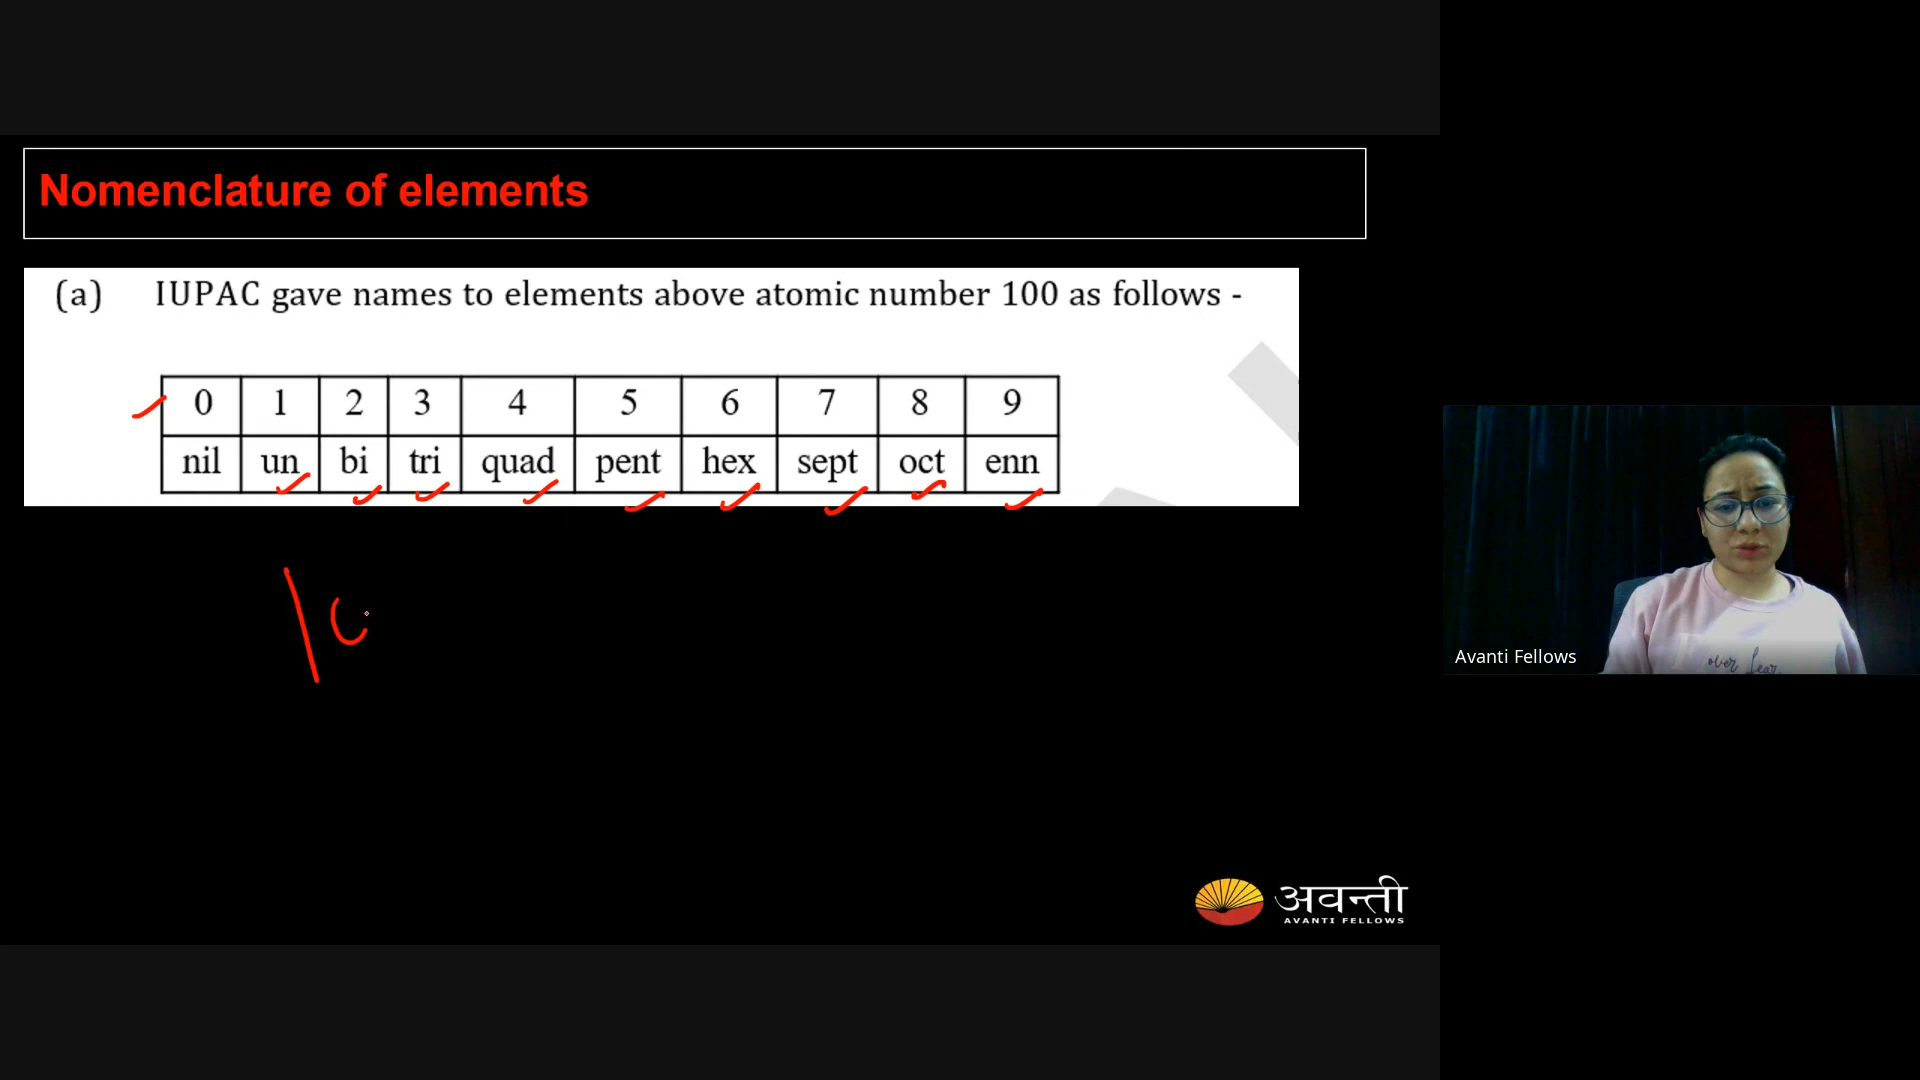 Nomenclature of elements
(a) IUPAC gave names to elements above atomic number 100 as follows -
0 1 2 3 4 5 6 7 8 9
nil un bi tri quad pent hex sept oct enn
Avanti Fellows
अवन्ती
AVANTI FELLOWS